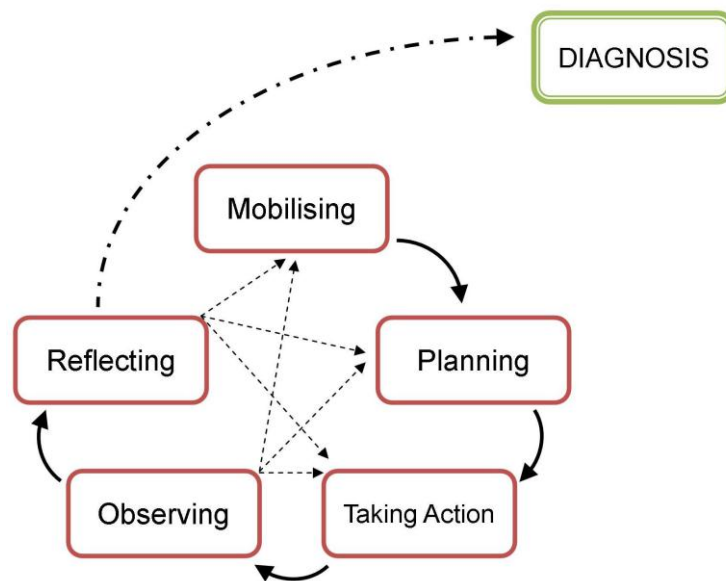 DIAGNOSIS
Mobilising
Reflecting
Planning
Observing
Taking Action